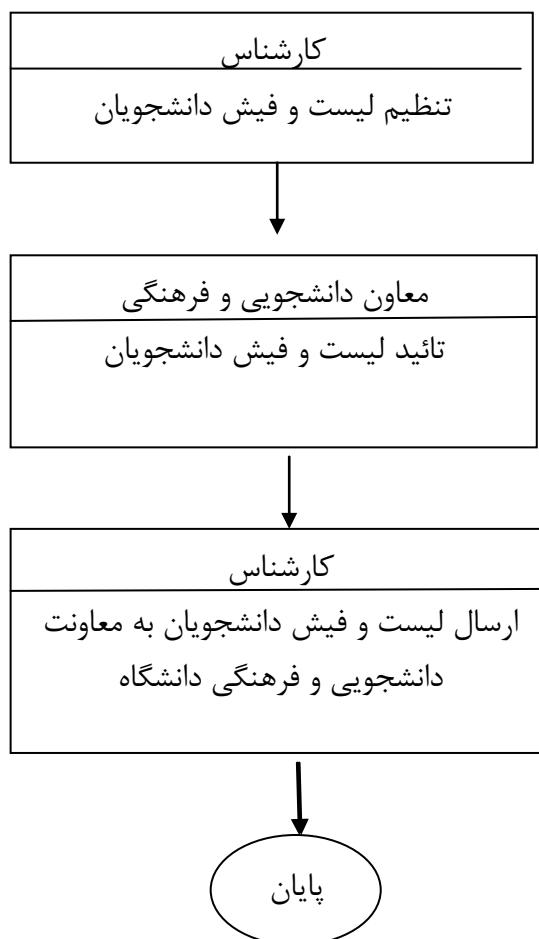 کارشناس
تنظیم لیست و فیش دانشجویان
معاون دانشجویی و فرهنگی
تائید لیست و فیش دانشجویان
کارشناس
ارسال لیست و فیش دانشجویان به معاونت
دانشجویی و فرهنگی دانشگاه
پایان